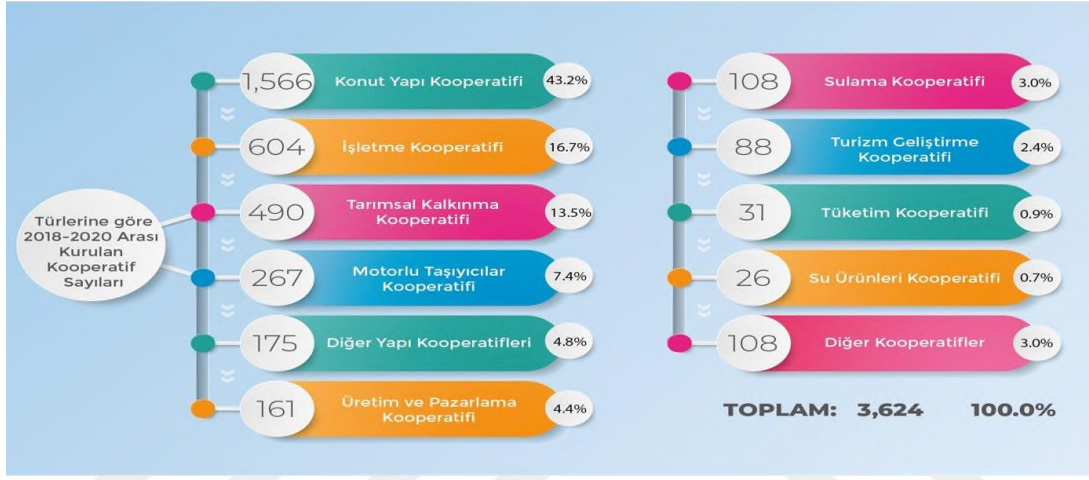 Türlerine göre
2018-2020 Arası
Kurulan
Kooperatif
Sayıları
1,566 Konut Yapı Kooperatifi 43.2%
604 İşletme Kooperatifi 16.7%
490 Tarımsal Kalkınma
Kooperatifi 13.5%
267 Motorlu Taşıyıcılar
Kooperatifi 7.4%
175 Diğer Yapı Kooperatifleri 4.8%
161 Üretim ve Pazarlama
Kooperatifi 4.4%
108 Sulama Kooperatifi 3.0%
88 Turizm Geliştirme
Kooperatifi 2.4%
31 Tüketim Kooperatifi 0.9%
26 Su Ürünleri Kooperatifi 0.7%
108 Diğer Kooperatifler 3.0%
TOPLAM: 3,624 100.0%